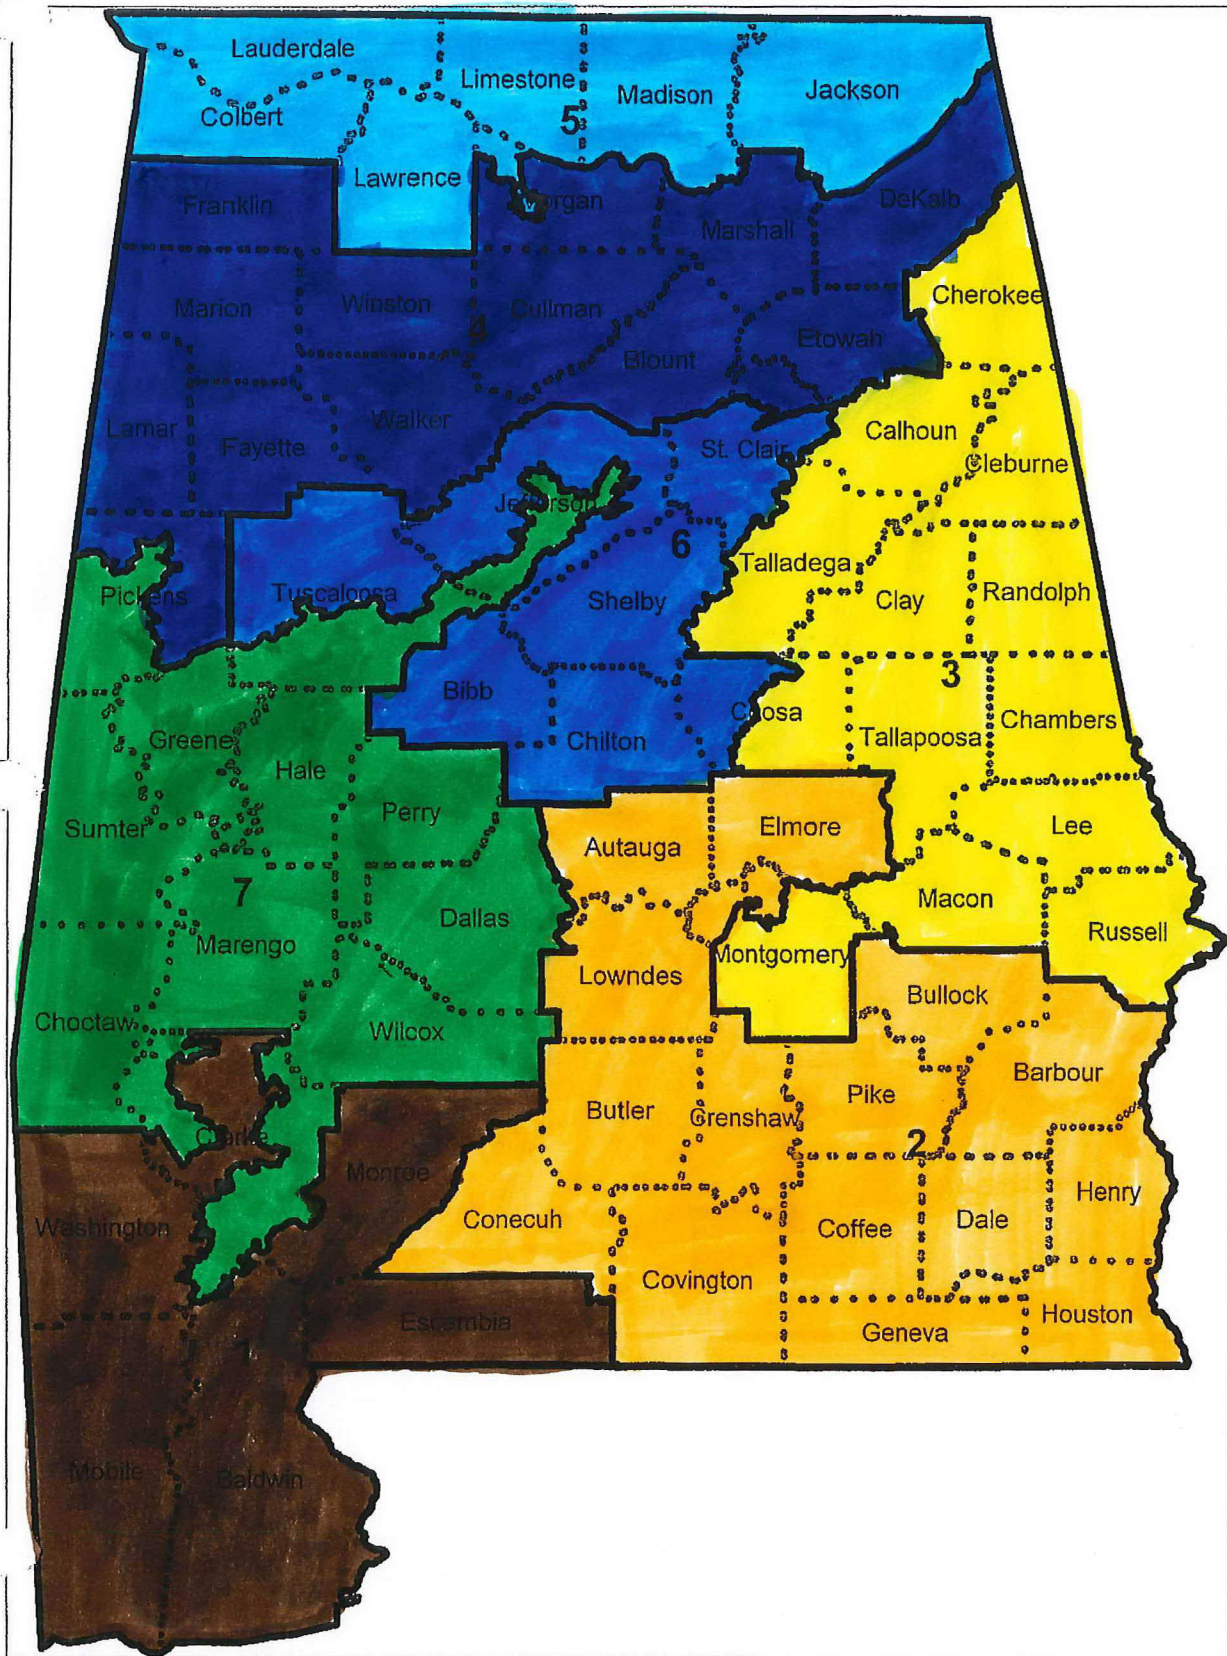 Lauderdale
Limestone
Madison
Jackson
Colbert
5
Lawrence
Franklin
Morgan
DeKalb
Marshall
Marion
Winston
Cullman
Cherokee
4
Etowah
Blount
Lamar
Walker
Fayette
Calhoun
St. Clair
Cleburne
Jefferson
6
Talladega
Pickens
Tuscaloosa
Shelby
Clay
Randolph
3
Bibb
Coosa
Chambers
Greene
Chilton
Tallapoosa
Hale
Perry
Sumter
Elmore
Lee
Autauga
7
Macon
Dallas
Marengo
Russell
Montgomery
Lowndes
Bullock
Choctaw
Wilcox
Barbour
Pike
Butler
Crenshaw
Clarke
2
Monroe
Henry
Washington
Conecuh
Coffee
Dale
Covington
Escambia
Houston
Geneva
1
Mobile
Baldwin